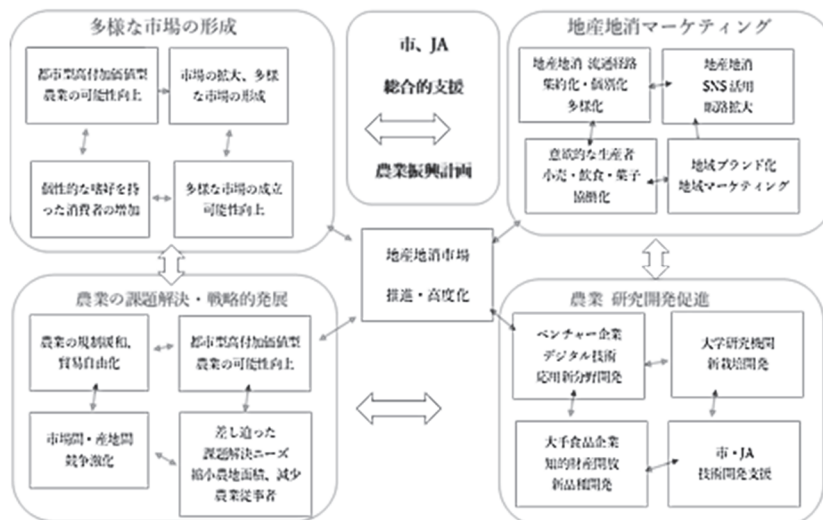 多様な市場の形成
都市型高付加価値型
農業の可能性向上
市場の拡大、多様
な市場の形成
個性的な嗜好を持
った消費者の増加
多様な市場の成立
可能性向上
市、JA
総合的支援
農業振興計画
地産地消マーケティング
地産地消 流通経路
集約化・個別化
多様化
地産地消
SNS 活用
販路拡大
意欲的な生産者
小売・飲食・菓子
協働化
地域ブランド化
地域マーケティング
地産地消市場
推進・高度化
農業の課題解決・戦略的発展
農業の規制緩和、
貿易自由化
都市型高付加価値型
農業の可能性向上
市場間・産地間
競争激化
差し迫った
課題解決ニーズ
縮小農地面積、減少
農業従事者
農業 研究開発促進
ベンチャー企業
デジタル技術
応用新分野開発
大学研究機関
新栽培開発
大手食品企業
知的財産開放
新品種開発
市・JA
技術開発支援